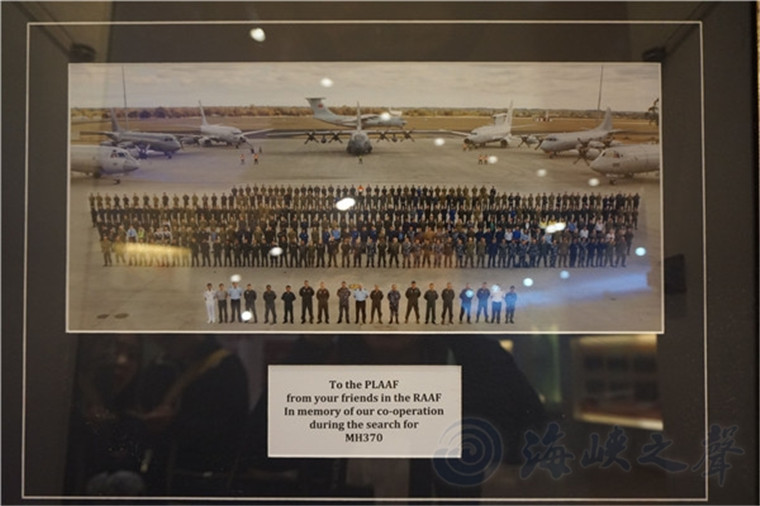 To the PLAAF
from your friends in the RAAF
In memory of our co-operation
during the search for
MH370
海峡之聲